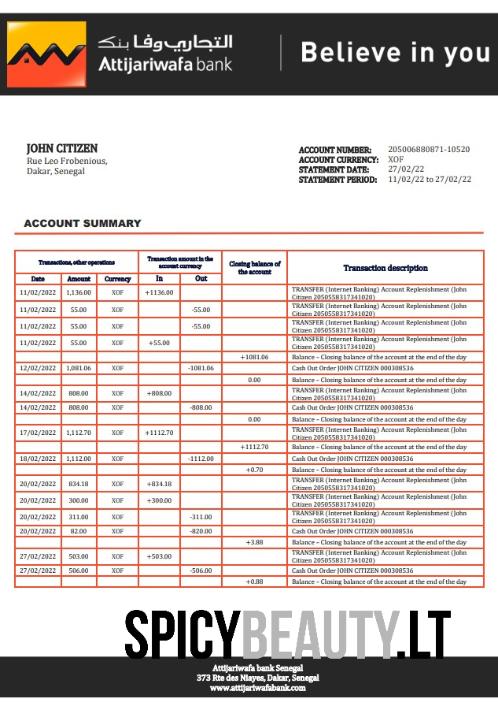 التجاري وفا بنك
Attijariwafa bank
Believe in you
JOHN CITIZEN
Rue Leo Frobenious,
Dakar, Senegal
ACCOUNT NUMBER: 205006880871-10520
ACCOUNT CURRENCY: XOF
STATEMENT DATE: 27/02/22
STATEMENT PERIOD: 11/02/22 to 27/02/22
ACCOUNT SUMMARY
Transactions, other operations
Transaction amount in the account currency
Closing balance of the account
Transaction description
Date Amount Currency In Out
11/02/2022 1,136.00 XOF +1136.00 TRANSFER (Internet Banking) Account Replenishment (John
Citizen 2050558317341020)
11/02/2022 55.00 XOF -55.00 TRANSFER (Internet Banking) Account Replenishment (John
Citizen 2050558317341020)
11/02/2022 55.00 XOF -55.00 TRANSFER (Internet Banking) Account Replenishment (John
Citizen 2050558317341020)
11/02/2022 55.00 XOF +55.00 TRANSFER (Internet Banking) Account Replenishment (John
Citizen 2050558317341020)
+1081.06 Balance – Closing balance of the account at the end of the day
12/02/2022 1,081.06 XOF -1081.06 Cash Out Order JOHN CITIZEN 000308536
0.00 Balance – Closing balance of the account at the end of the day
14/02/2022 808.00 XOF +808.00 TRANSFER (Internet Banking) Account Replenishment (John
Citizen 2050558317341020)
14/02/2022 808.00 XOF -808.00 Cash Out Order JOHN CITIZEN 000308536
0.00 Balance – Closing balance of the account at the end of the day
17/02/2022 1,112.70 XOF +1112.70 TRANSFER (Internet Banking) Account Replenishment (John
Citizen 2050558317341020)
+1112.70 Balance – Closing balance of the account at the end of the day
18/02/2022 1,112.00 XOF -1112.00 Cash Out Order JOHN CITIZEN 000308536
+0.70 Balance – Closing balance of the account at the end of the day
20/02/2022 834.18 XOF +834.18 TRANSFER (Internet Banking) Account Replenishment (John
Citizen 2050558317341020)
20/02/2022 300.00 XOF +300.00 TRANSFER (Internet Banking) Account Replenishment (John
Citizen 2050558317341020)
20/02/2022 311.00 XOF -311.00 TRANSFER (Internet Banking) Account Replenishment (John
Citizen 2050558317341020)
20/02/2022 82.00 XOF -820.00 Cash Out Order JOHN CITIZEN 000308536
+3.88 Balance – Closing balance of the account at the end of the day
27/02/2022 503.00 XOF +503.00 TRANSFER (Internet Banking) Account Replenishment (John
Citizen 2050558317341020)
27/02/2022 506.00 XOF -506.00 Cash Out Order JOHN CITIZEN 000308536
+0.88 Balance – Closing balance of the account at the end of the day
SPICYBEAUTY.LT
Attijariwafa bank Senegal
373 Rte des Niayes, Dakar, Senegal
www.attijariwafabank.com